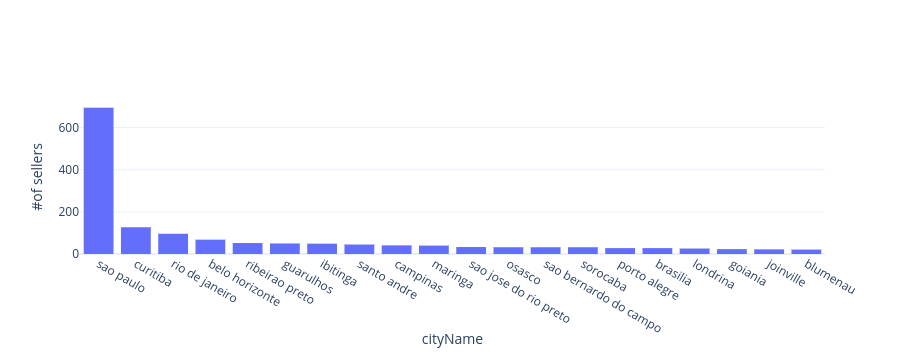 #of sellers
600
400
200
0
sao paulo
curitiba
rio de janeiro
belo horizonte
ribeirao preto
guarulhos
ibitinga
santo andre
campinas
maringa
sao jose do rio preto
osasco
sao bernardo do campo
sorocaba
porto alegre
brasilia
londrina
goiania
joinville
blumenau
cityName